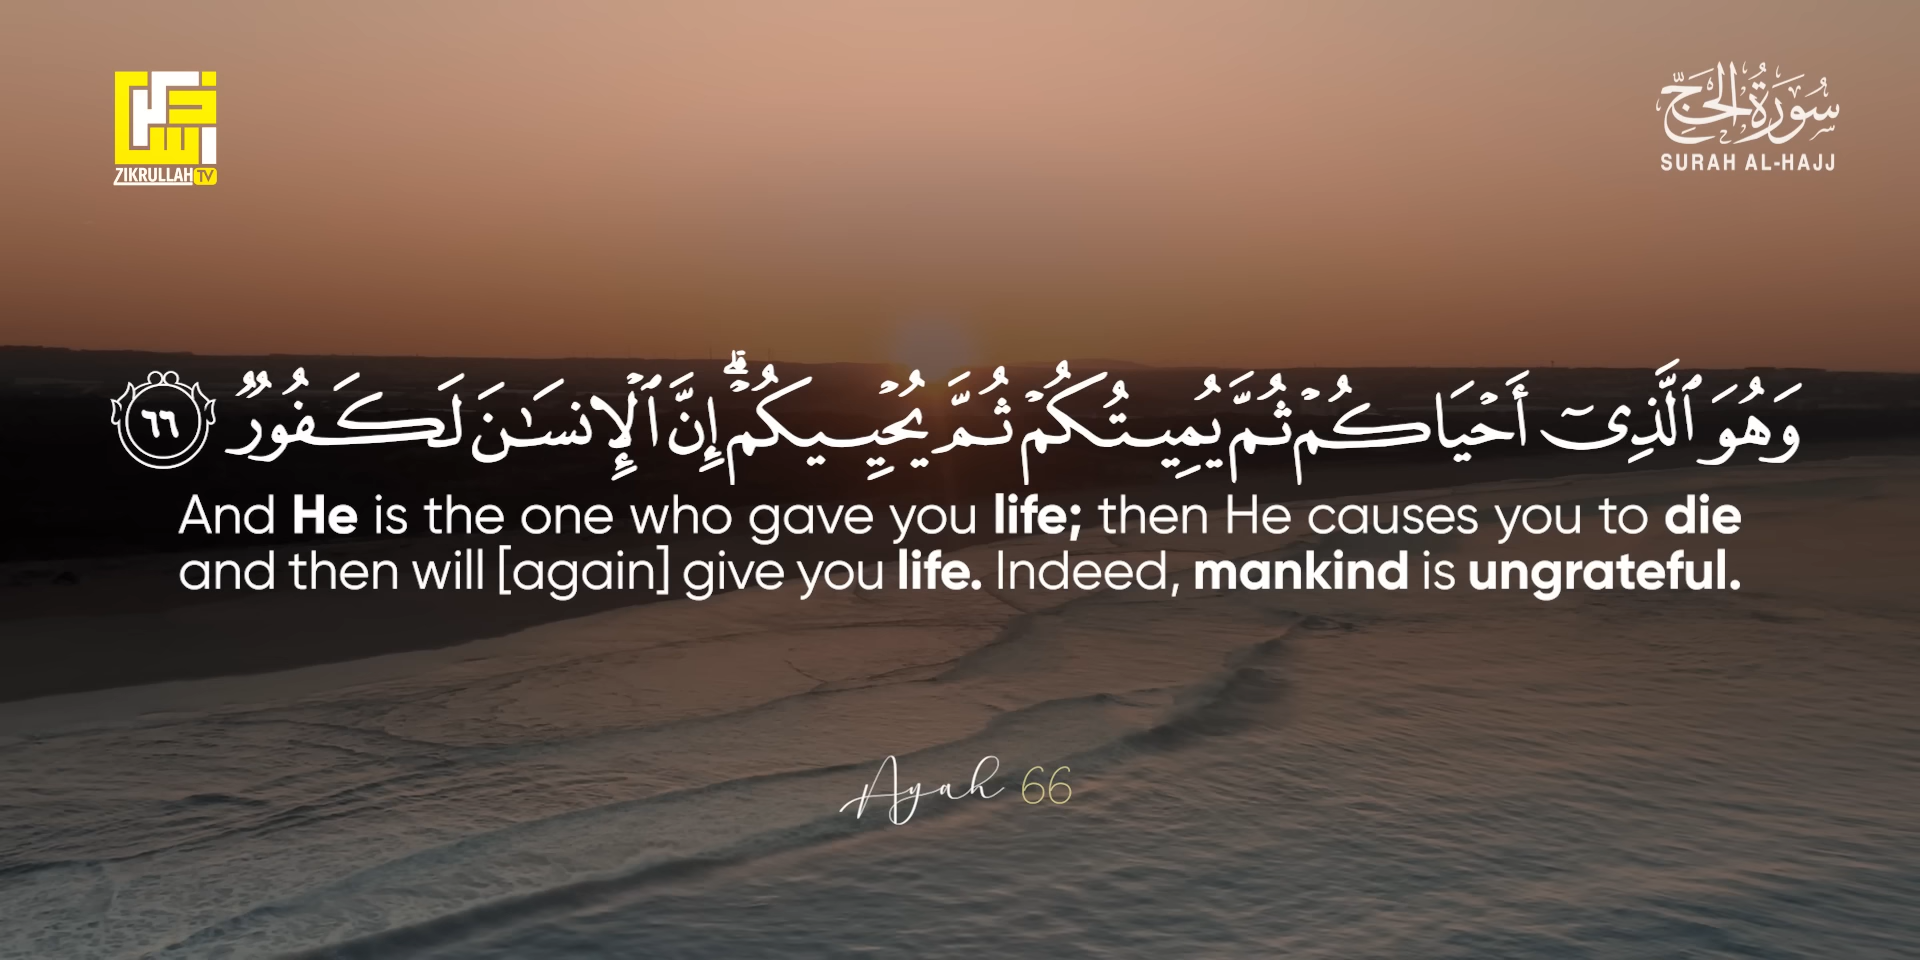 ZIKRULLAH TV
سُورَةُ الحَجِّ
SURAH AL-HAJJ
وَهُوَ ٱلَّذِىٓ أَحْيَاكُمْ ثُمَّ يُمِيتُكُمْ ثُمَّ يُحْيِيكُمْ ۗ إِنَّ ٱلْإِنسَـٰنَ لَكَفُورٌ ٦٦
And He is the one who gave you life; then He causes you to die
and then will [again] give you life. Indeed, mankind is ungrateful.
Ayah 66